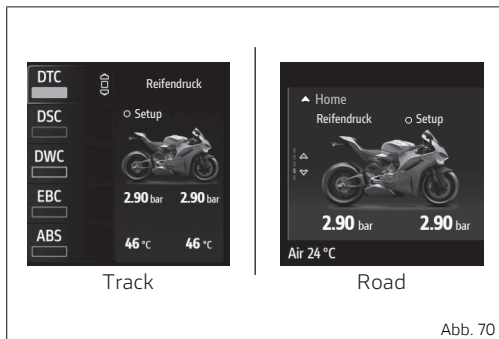 DTC
DSC
DWC
EBC
ABS
Reifendruck
Setup
2.90 bar 2.90 bar
46 °C 46 °C
Track
Home
Reifendruck Setup
2.90 bar 2.90 bar
Air 24 °C
Road
Abb. 70